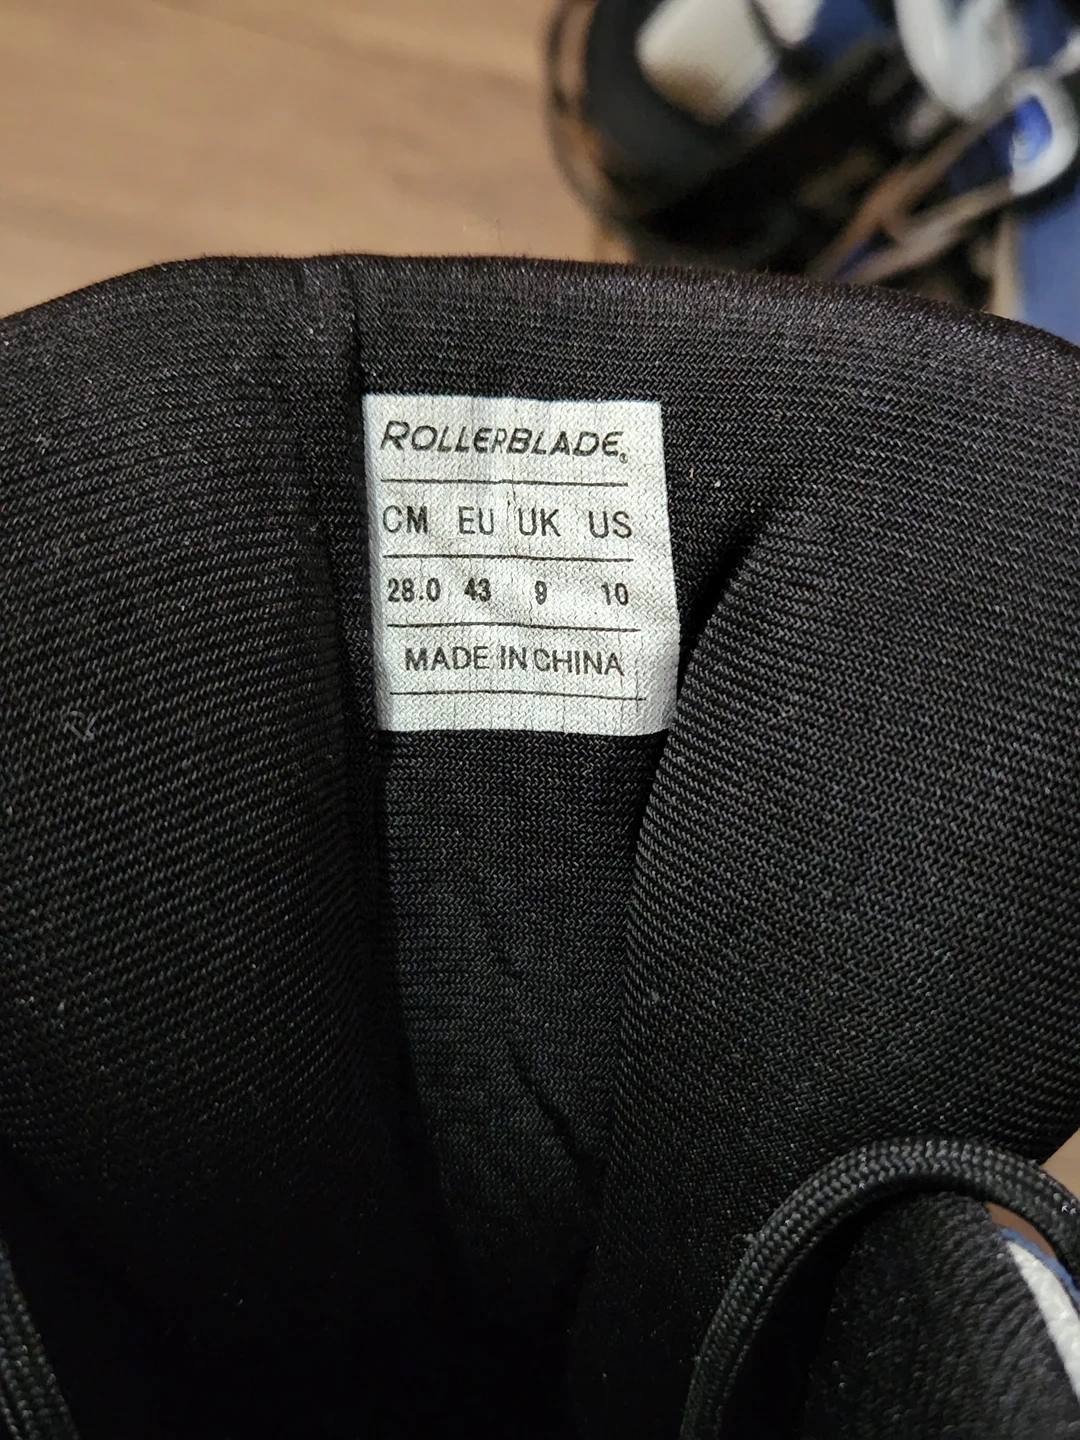 ROLLERBLADE®
CM EU UK US
28.0 43 9 10
MADE IN CHINA